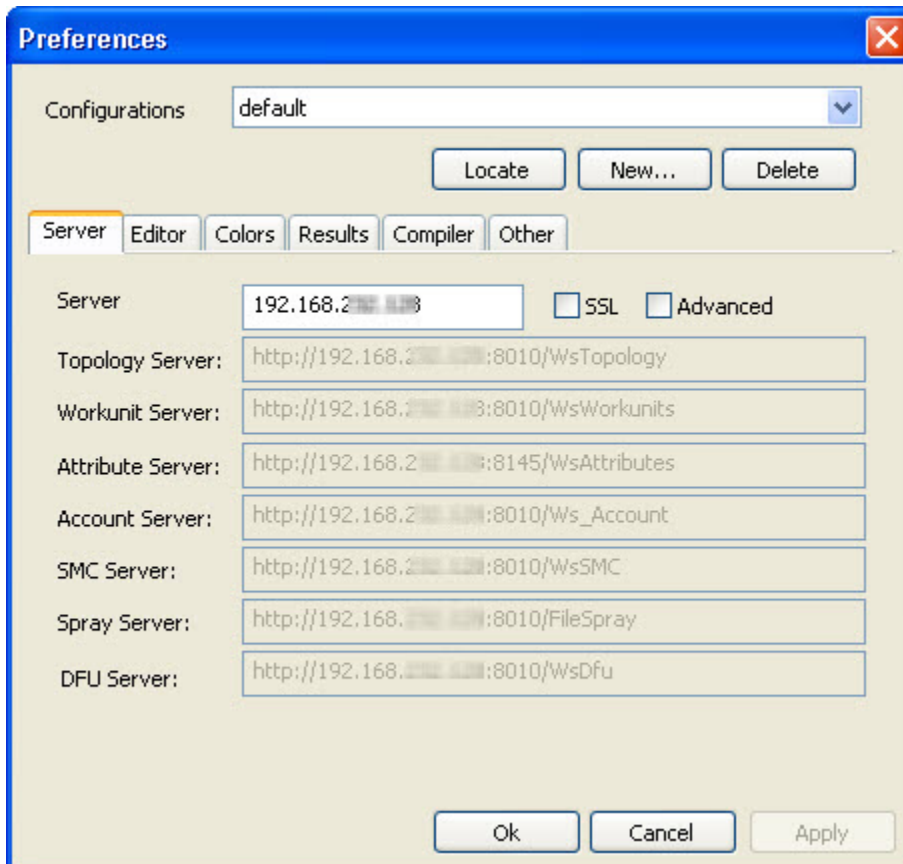 Preferences
Configurations default
Locate New... Delete
Server Editor Colors Results Compiler Other
Server 192.168.2 8 SSL Advanced
Topology Server: http://192.168.2 :8010/WsTopology
Workunit Server: http://192.168.2 :8010/WsWorkunits
Attribute Server: http://192.168.2 :8145/WsAttributes
Account Server: http://192.168.2 :8010/Ws_Account
SMC Server: http://192.168. :8010/WsSMC
Spray Server: http://192.168. :8010/FileSpray
DFU Server: http://192.168. :8010/WsDfu
Ok Cancel Apply